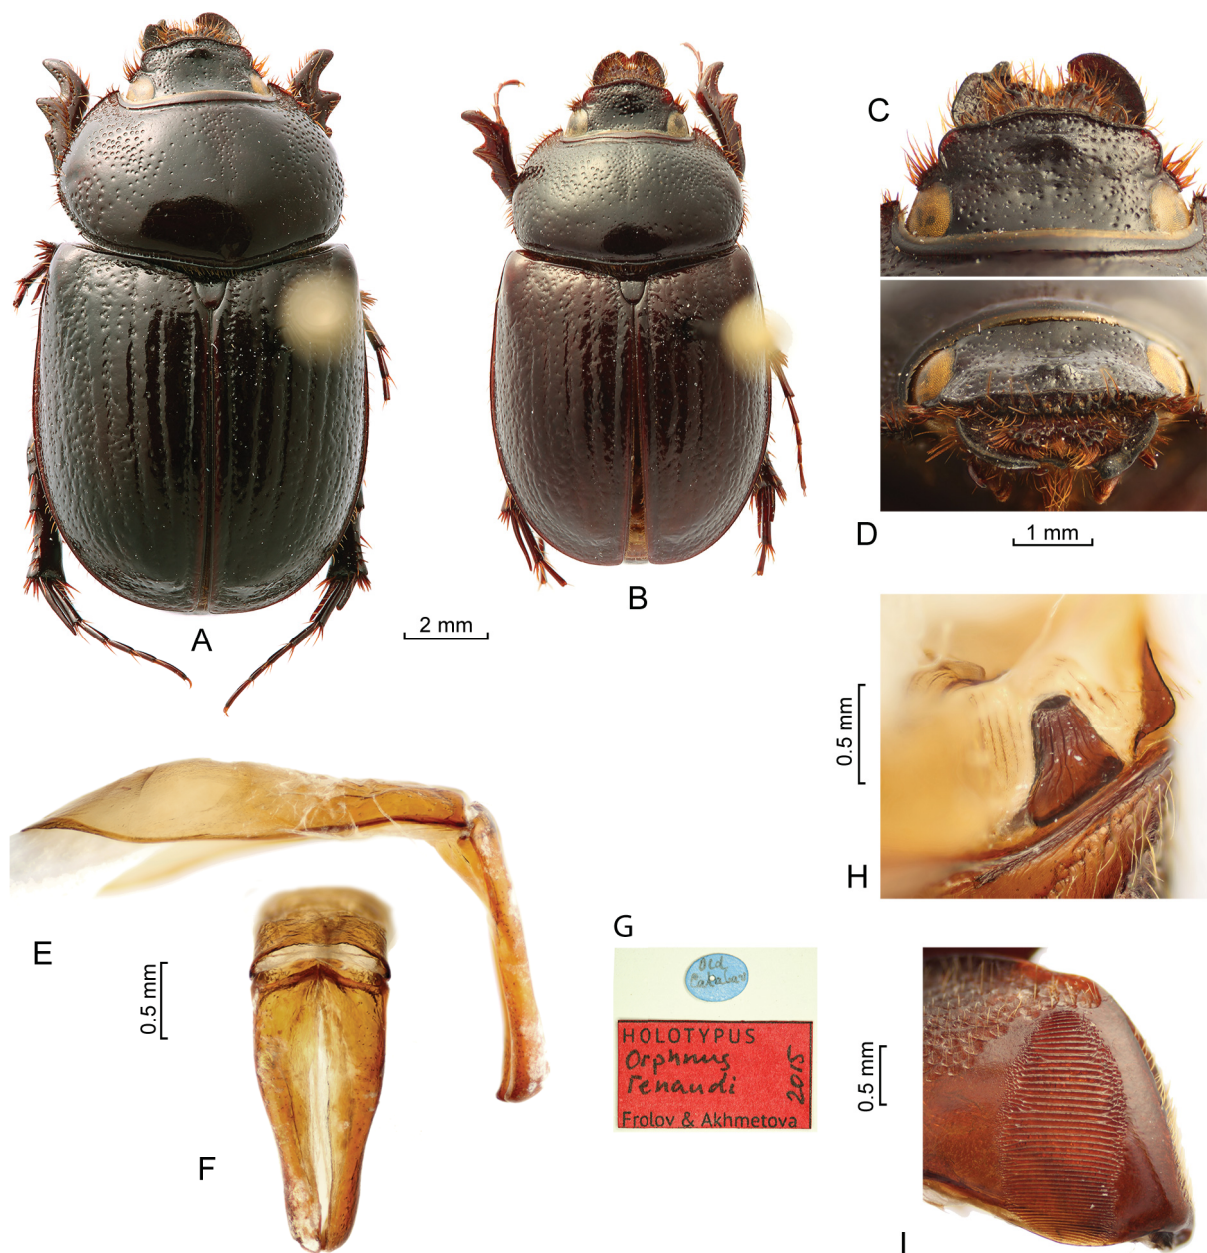 C
A
B
2 mm
D
1 mm
H
0.5 mm
E
0.5 mm
F
G
Old
Calabar
HOLOTYPUS
Orphnus
renaudi
2015
Frolov & Akhmetova
I
0.5 mm